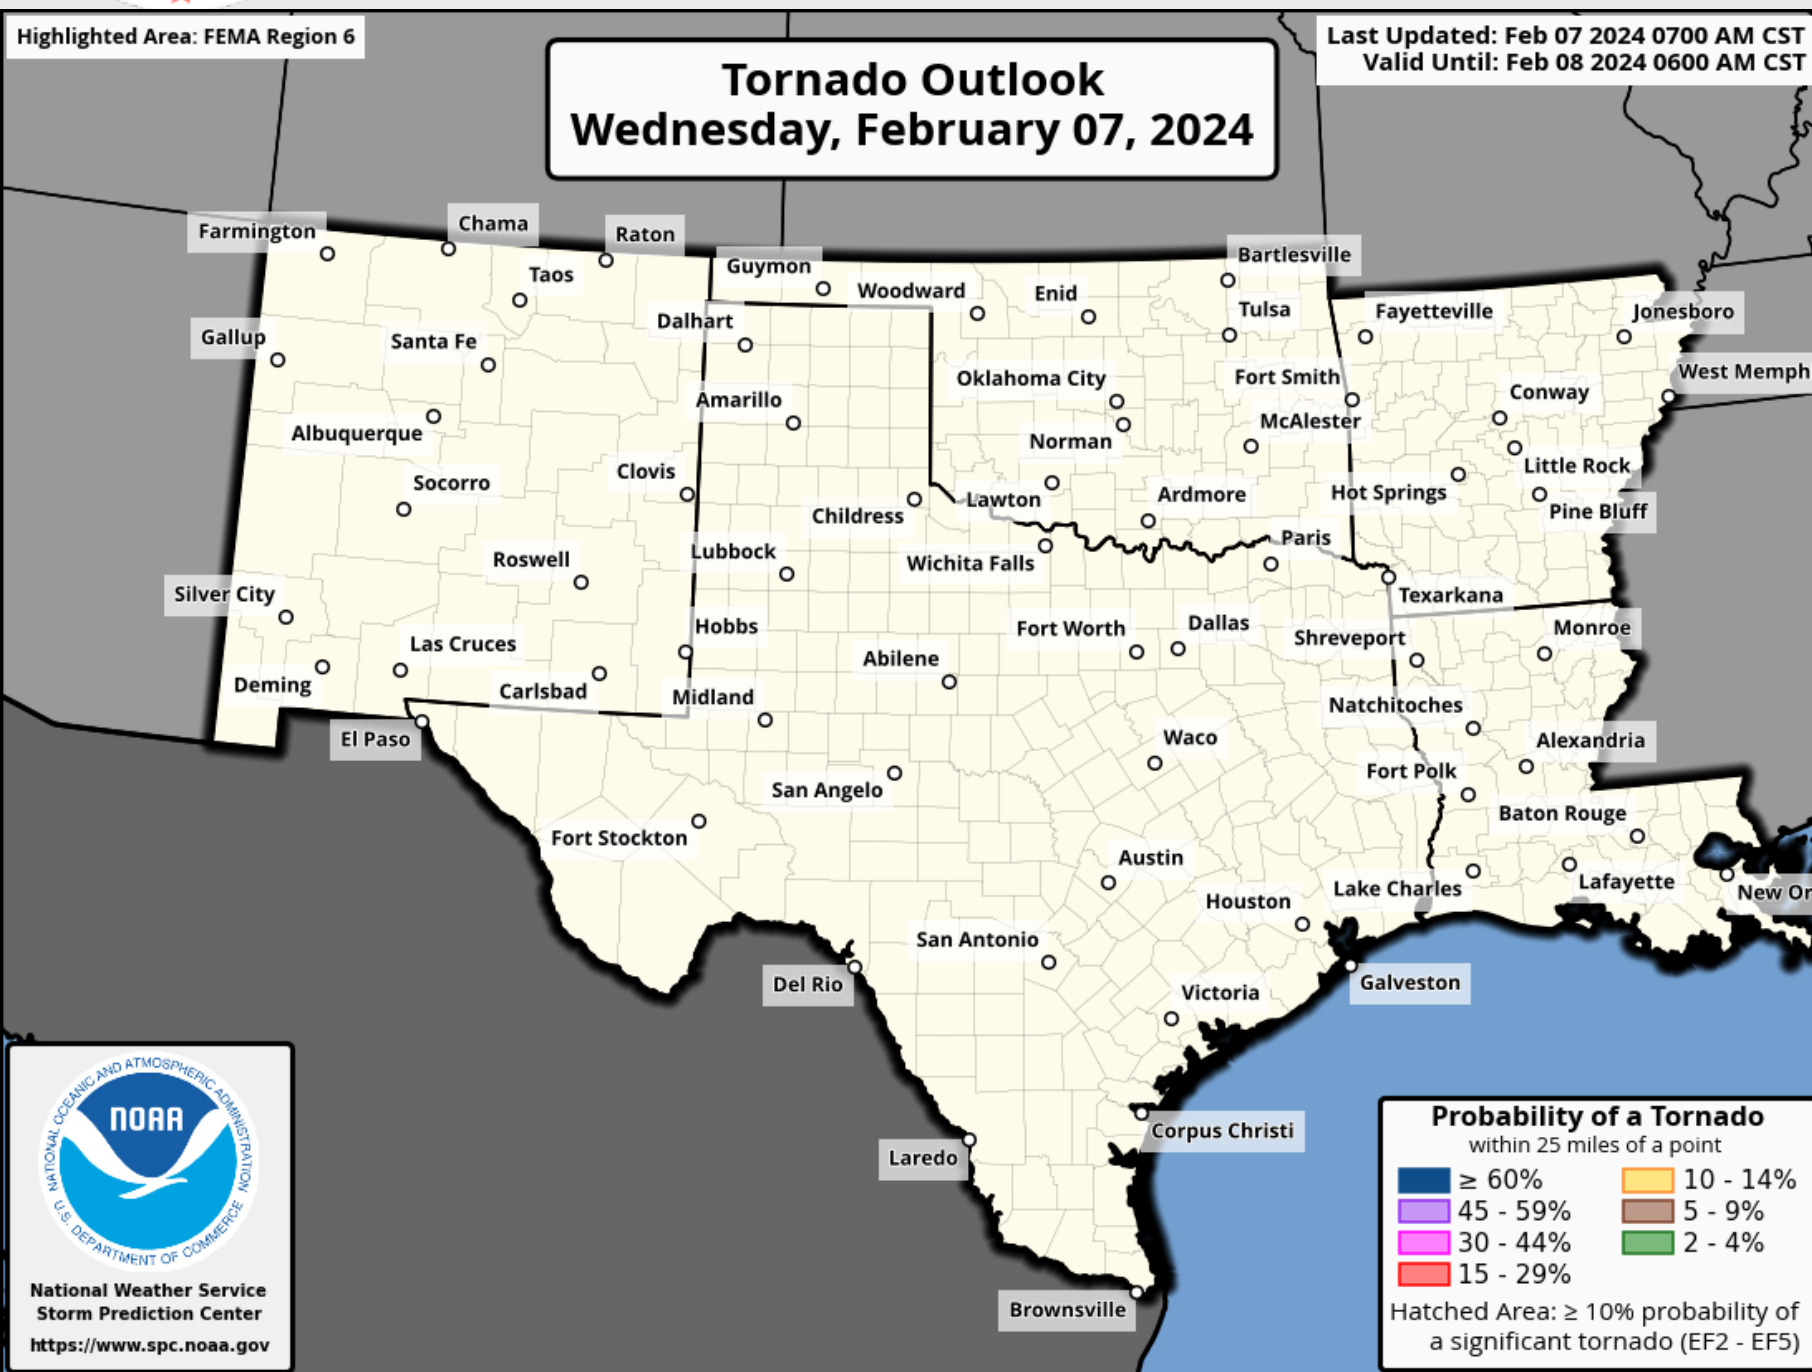 Highlighted Area: FEMA Region 6
Last Updated: Feb 07 2024 0700 AM CST
Valid Until: Feb 08 2024 0600 AM CST
Tornado Outlook
Wednesday, February 07, 2024
Farmington
Chama
Raton
Taos
Guymon
Woodward
Enid
Bartlesville
Tulsa
Fayetteville
Jonesboro
Gallup
Santa Fe
Dalhart
Oklahoma City
Fort Smith
Conway
West Memph
Albuquerque
Amarillo
Norman
McAlester
Little Rock
Socorro
Clovis
Childress
Lawton
Ardmore
Hot Springs
Pine Bluff
Roswell
Lubbock
Wichita Falls
Paris
Silver City
Texarkana
Las Cruces
Hobbs
Abilene
Fort Worth
Dallas
Shreveport
Monroe
Deming
Carlsbad
Midland
Natchitoches
El Paso
Waco
Alexandria
San Angelo
Fort Polk
Fort Stockton
Baton Rouge
Austin
Lake Charles
Lafayette
New Or
Houston
San Antonio
Del Rio
Victoria
Galveston
Corpus Christi
Laredo
Brownsville
NATIONAL OCEANIC AND ATMOSPHERIC ADMINISTRATION
NOAA
U.S. DEPARTMENT OF COMMERCE
National Weather Service
Storm Prediction Center
https://www.spc.noaa.gov
Probability of a Tornado
within 25 miles of a point
≥ 60%
45 - 59%
30 - 44%
15 - 29%
10 - 14%
5 - 9%
2 - 4%
Hatched Area: ≥ 10% probability of
a significant tornado (EF2 - EF5)